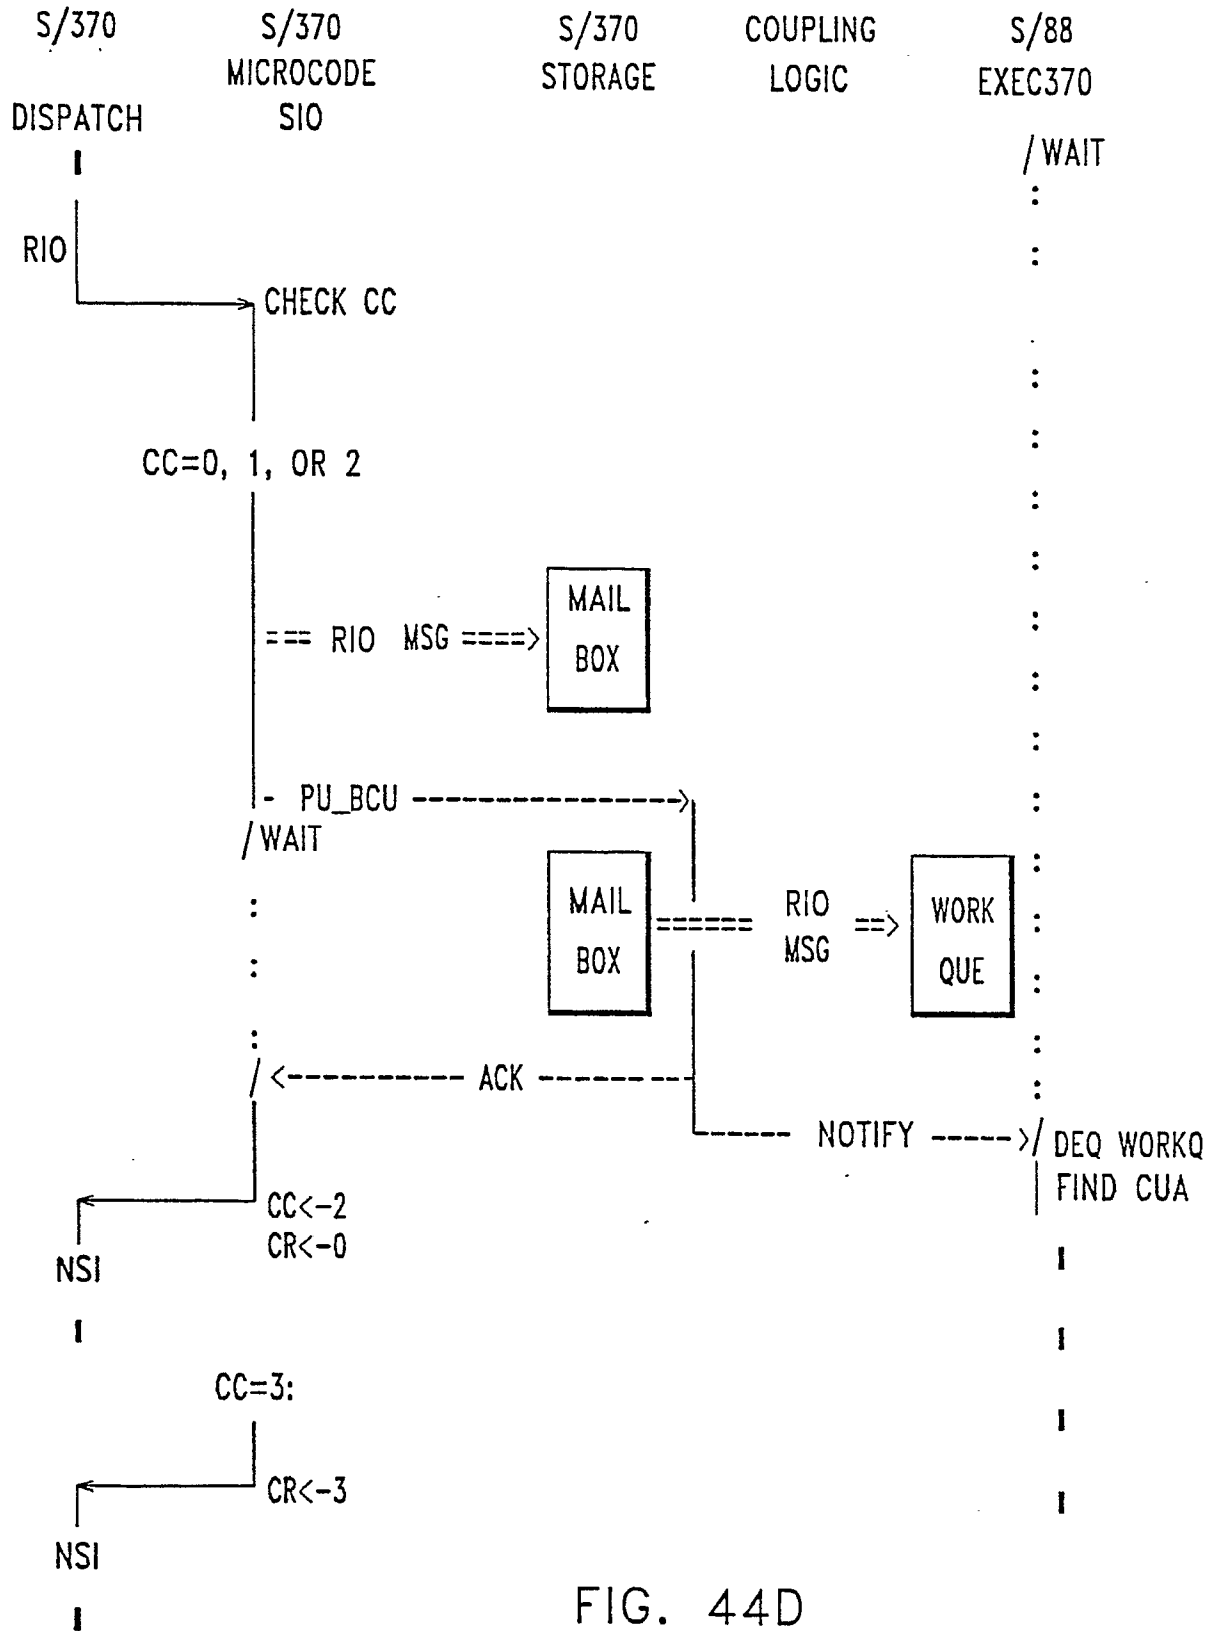 S/370 S/370 S/370 COUPLING S/88
MICROCODE STORAGE LOGIC EXEC370
DISPATCH SIO
/WAIT
RIO
CHECK CC
CC=0, 1, OR 2
MAIL
=== RIO MSG ====>
BOX
- PU_BCU ------------------->
/WAIT
MAIL RIO WORK
====== ==>
BOX MSG QUE
/ <------------- ACK -----------
------ NOTIFY ----->/ DEQ WORKQ
FIND CUA
CC<-2
CR<-0
NSI
CC=3:
CR<-3
NSI
FIG. 44D